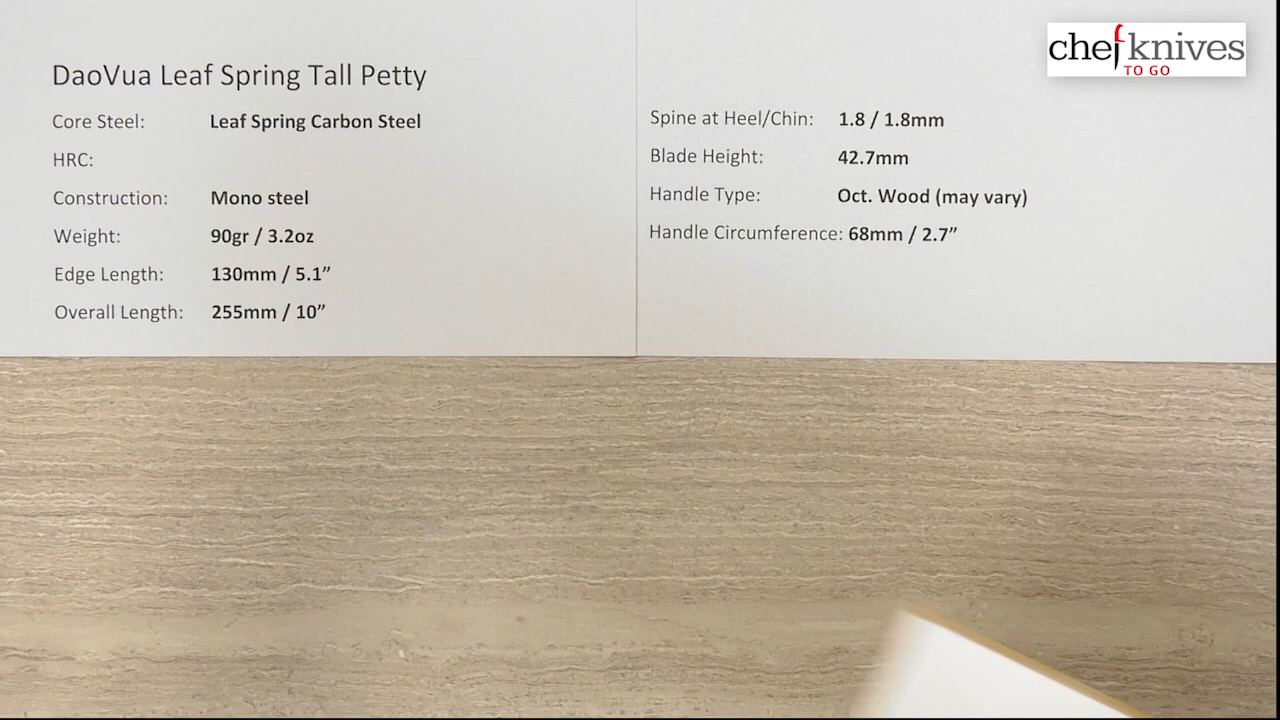 DaoVua Leaf Spring Tall Petty
Core Steel: Leaf Spring Carbon Steel
HRC:
Construction: Mono steel
Weight: 90gr / 3.2oz
Edge Length: 130mm / 5.1”
Overall Length: 255mm / 10”
Spine at Heel/Chin: 1.8 / 1.8mm
Blade Height: 42.7mm
Handle Type: Oct. Wood (may vary)
Handle Circumference: 68mm / 2.7”
chefknives
TO GO